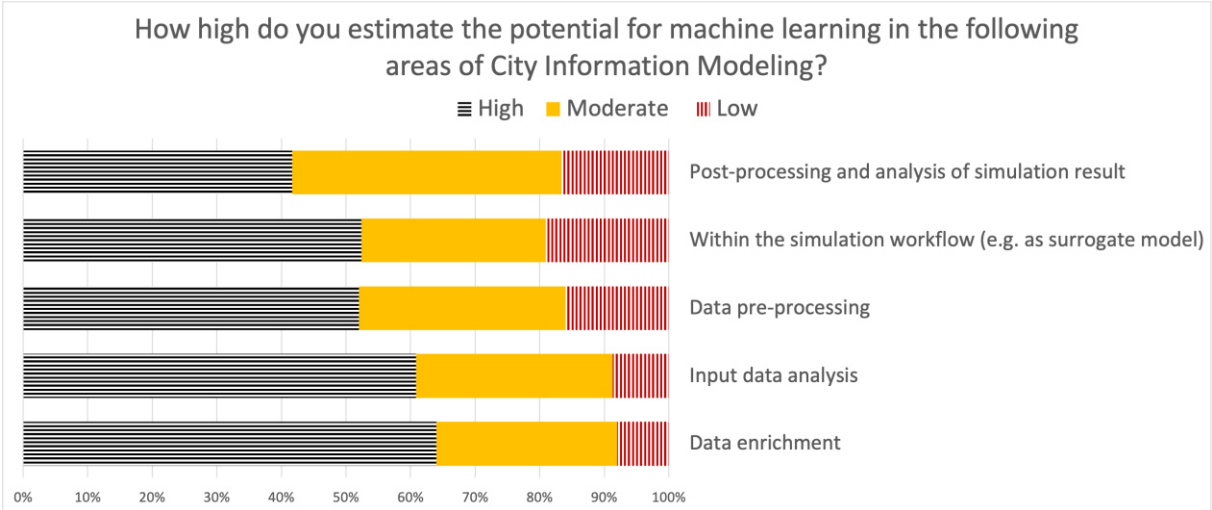 How high do you estimate the potential for machine learning in the following
areas of City Information Modeling?
High Moderate Low
Post-processing and analysis of simulation result
Within the simulation workflow (e.g. as surrogate model)
Data pre-processing
Input data analysis
Data enrichment
0% 10% 20% 30% 40% 50% 60% 70% 80% 90% 100%